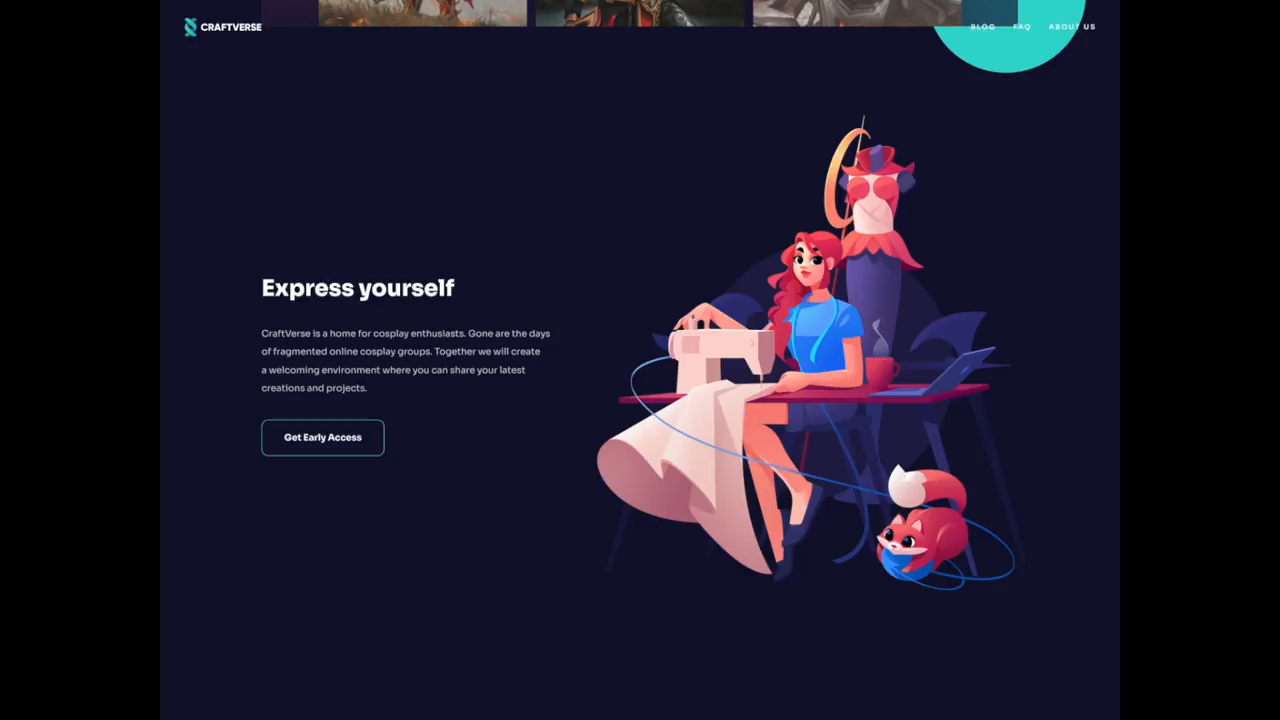 CRAFTVERSE
BLOG FAQ ABOUT US
Express yourself
CraftVerse is a home for cosplay enthusiasts. Gone are the days
of fragmented online cosplay groups. Together we will create
a welcoming environment where you can share your latest
creations and projects.
Get Early Access